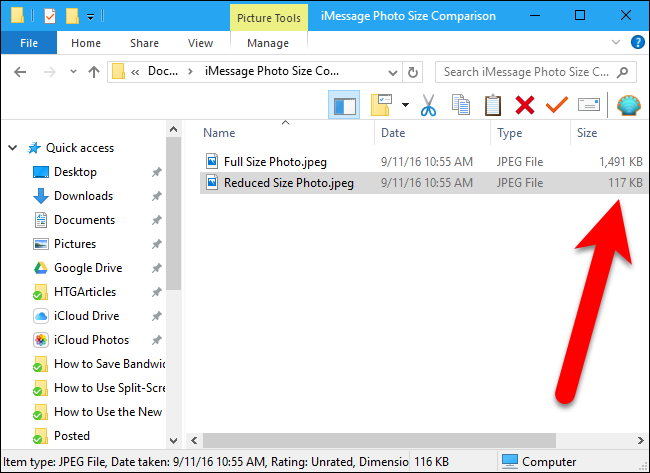 Picture Tools
iMessage Photo Size Comparison
File
Home
Share
View
Manage
« Doc... › iMessage Photo Size Co...
Search iMessage Photo Size C...
Name
Date
Type
Size
Quick access
Desktop
Downloads
Documents
Pictures
Google Drive
HTGArticles
iCloud Drive
iCloud Photos
How to Save Bandwi
How to Use Split-Scre
How to Use the New
Posted
Full Size Photo.jpeg 9/11/16 10:55 AM JPEG File 1,491 KB
Reduced Size Photo.jpeg 9/11/16 10:55 AM JPEG File 117 KB
Item type: JPEG File, Date taken: 9/11/16 10:55 AM, Rating: Unrated, Dimensio 116 KB Computer